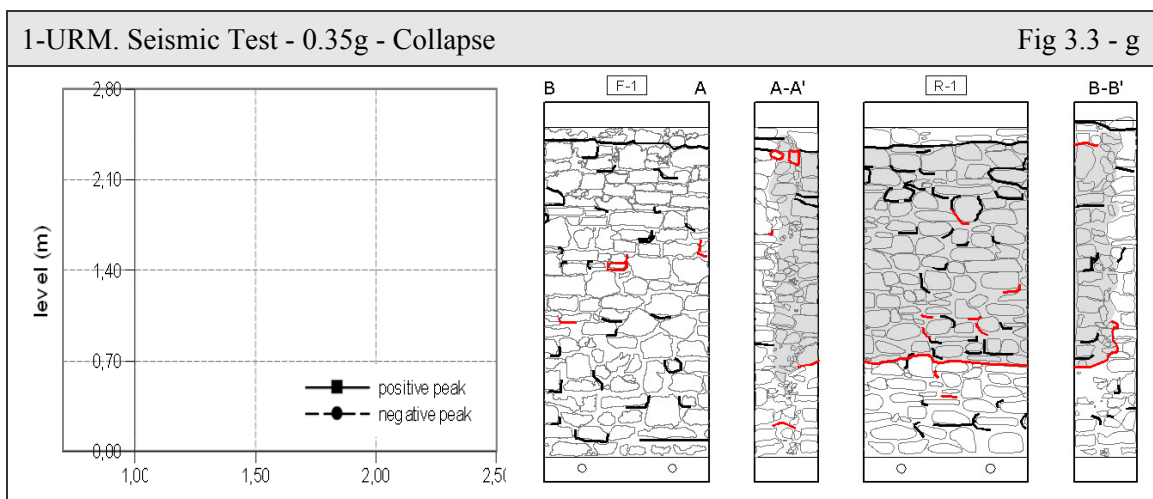 1-URM. Seismic Test - 0.35g - Collapse Fig 3.3 - g
B F-1 A A-A' R-1 B-B'
2,80
2,10
1,40
0,70
0,00
level (m)
positive peak
negative peak
1,00 1,50 2,00 2,50